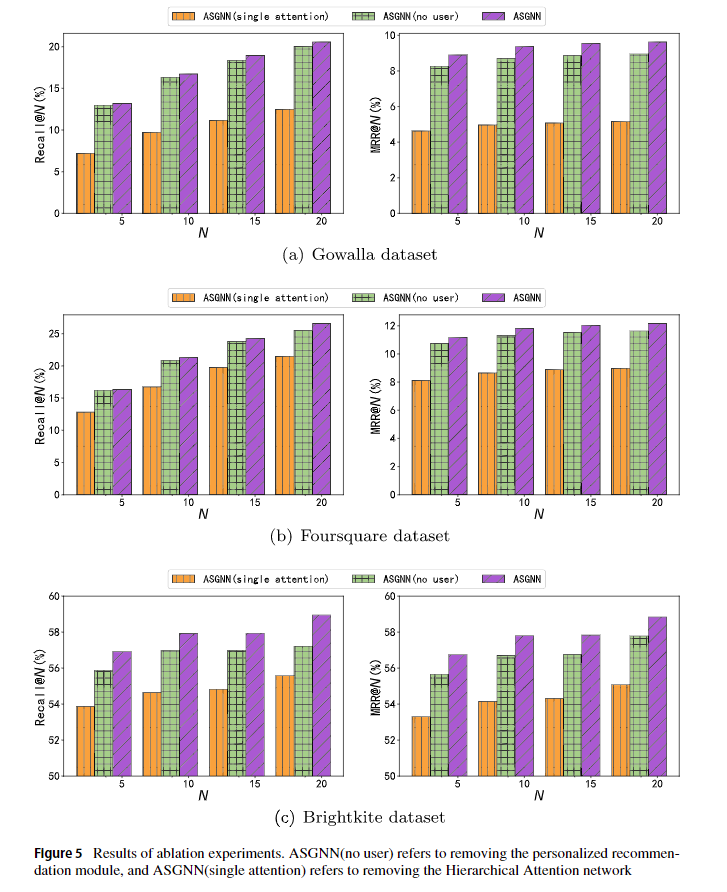 ASGNN(single attention) ASGNN(no user) ASGNN
Recall@N(%)
20
15
10
5
0
5 10 15 20
N
MRR@N(%)
10
8
6
4
2
0
5 10 15 20
N
(a) Gowalla dataset
ASGNN(single attention) ASGNN(no user) ASGNN
Recall@N(%)
25
20
15
10
5
0
5 10 15 20
N
MRR@N(%)
12
10
8
6
4
2
0
5 10 15 20
N
(b) Foursquare dataset
ASGNN(single attention) ASGNN(no user) ASGNN
Recall@N(%)
60
58
56
54
52
50
5 10 15 20
N
MRR@N(%)
60
58
56
54
52
50
5 10 15 20
N
(c) Brightkite dataset
Figure 5 Results of ablation experiments. ASGNN(no user) refers to removing the personalized recommen-
dation module, and ASGNN(single attention) refers to removing the Hierarchical Attention network